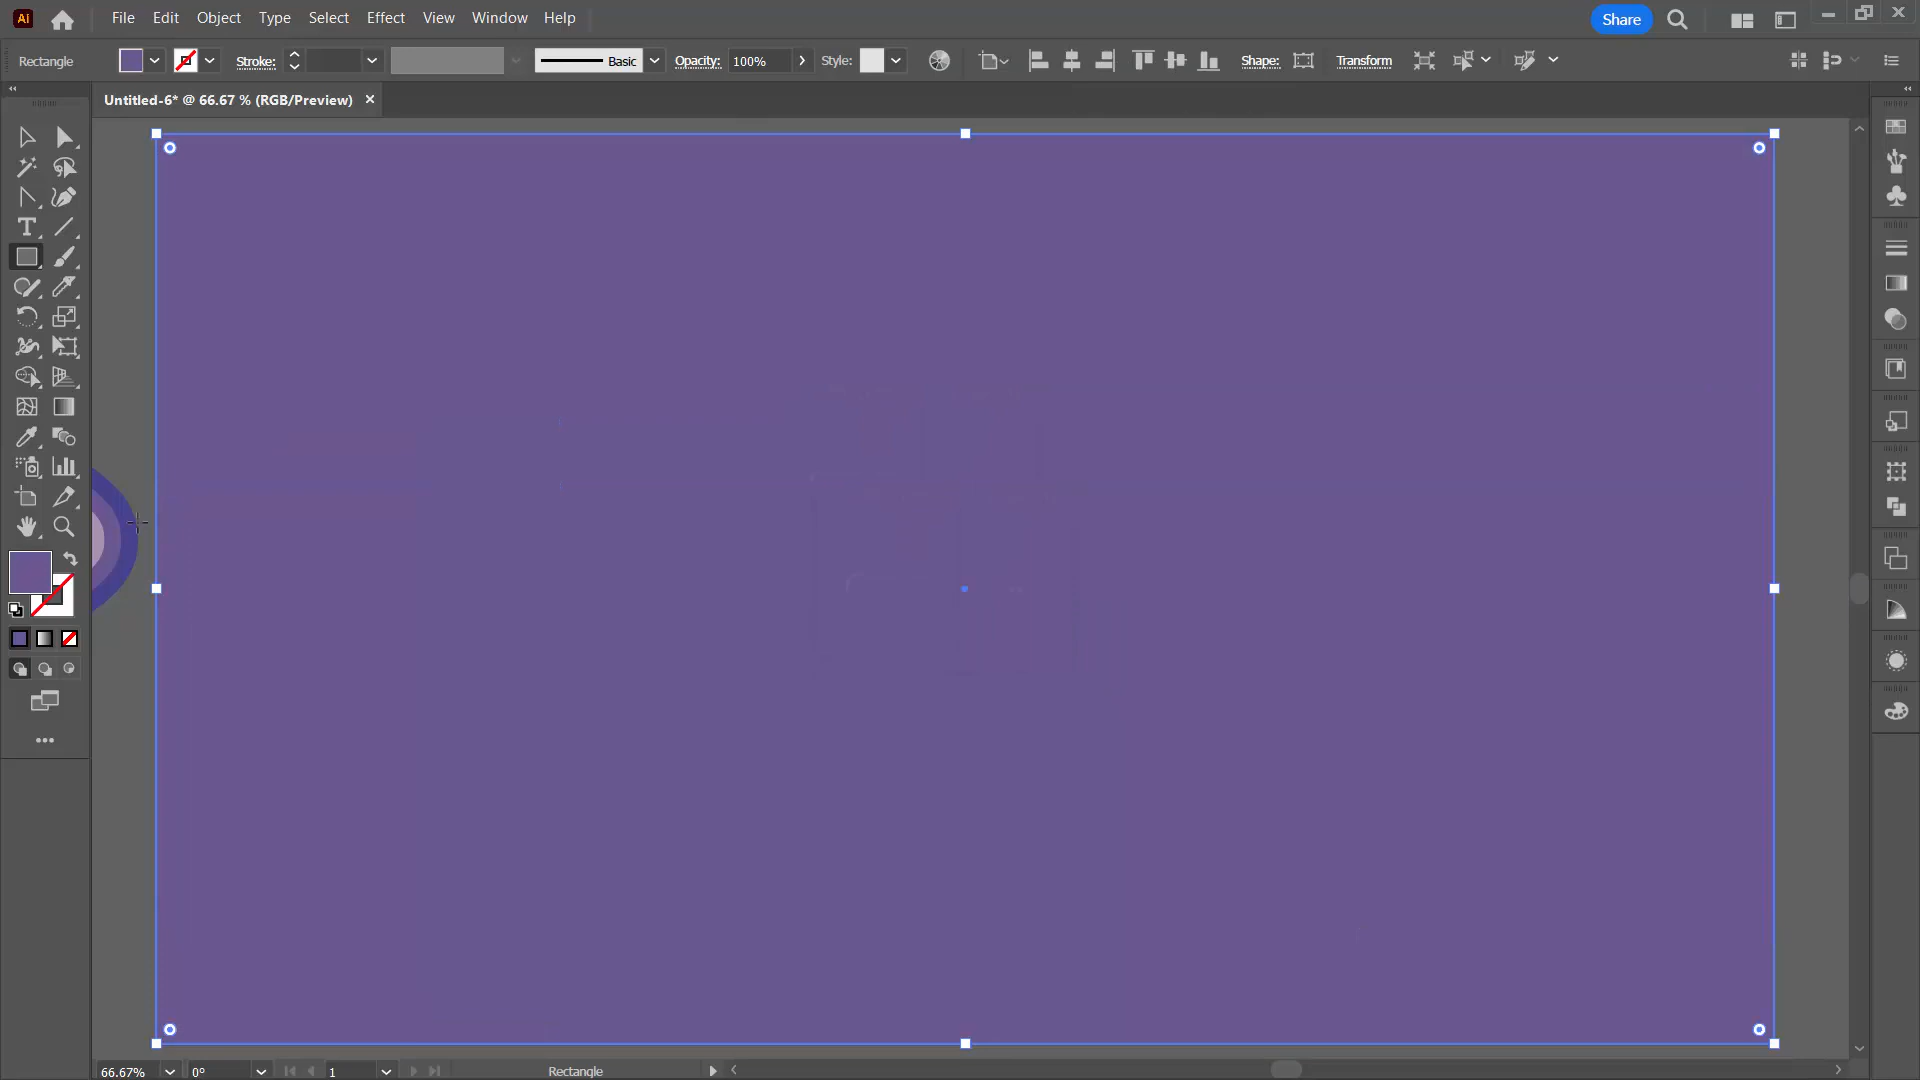 Ai File Edit Object Type Select Effect View Window Help Share
Rectangle Stroke: Basic Opacity: 100% Style: Shape: Transform
Untitled-6* @ 66.67 % (RGB/Preview) ×
T
66.67% 0° 1 Rectangle